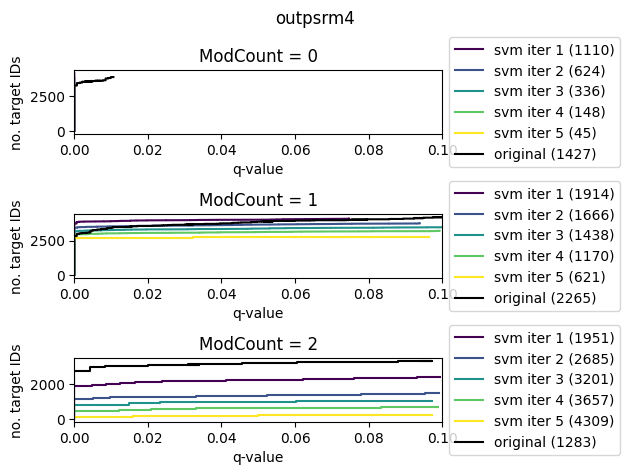 outpsrm4
ModCount = 0
no. target IDs
2500
0
0.00 0.02 0.04 0.06 0.08 0.10
q-value
svm iter 1 (1110)
svm iter 2 (624)
svm iter 3 (336)
svm iter 4 (148)
svm iter 5 (45)
original (1427)
ModCount = 1
no. target IDs
2500
0
0.00 0.02 0.04 0.06 0.08 0.10
q-value
svm iter 1 (1914)
svm iter 2 (1666)
svm iter 3 (1438)
svm iter 4 (1170)
svm iter 5 (621)
original (2265)
ModCount = 2
no. target IDs
2000
0
0.00 0.02 0.04 0.06 0.08 0.10
q-value
svm iter 1 (1951)
svm iter 2 (2685)
svm iter 3 (3201)
svm iter 4 (3657)
svm iter 5 (4309)
original (1283)